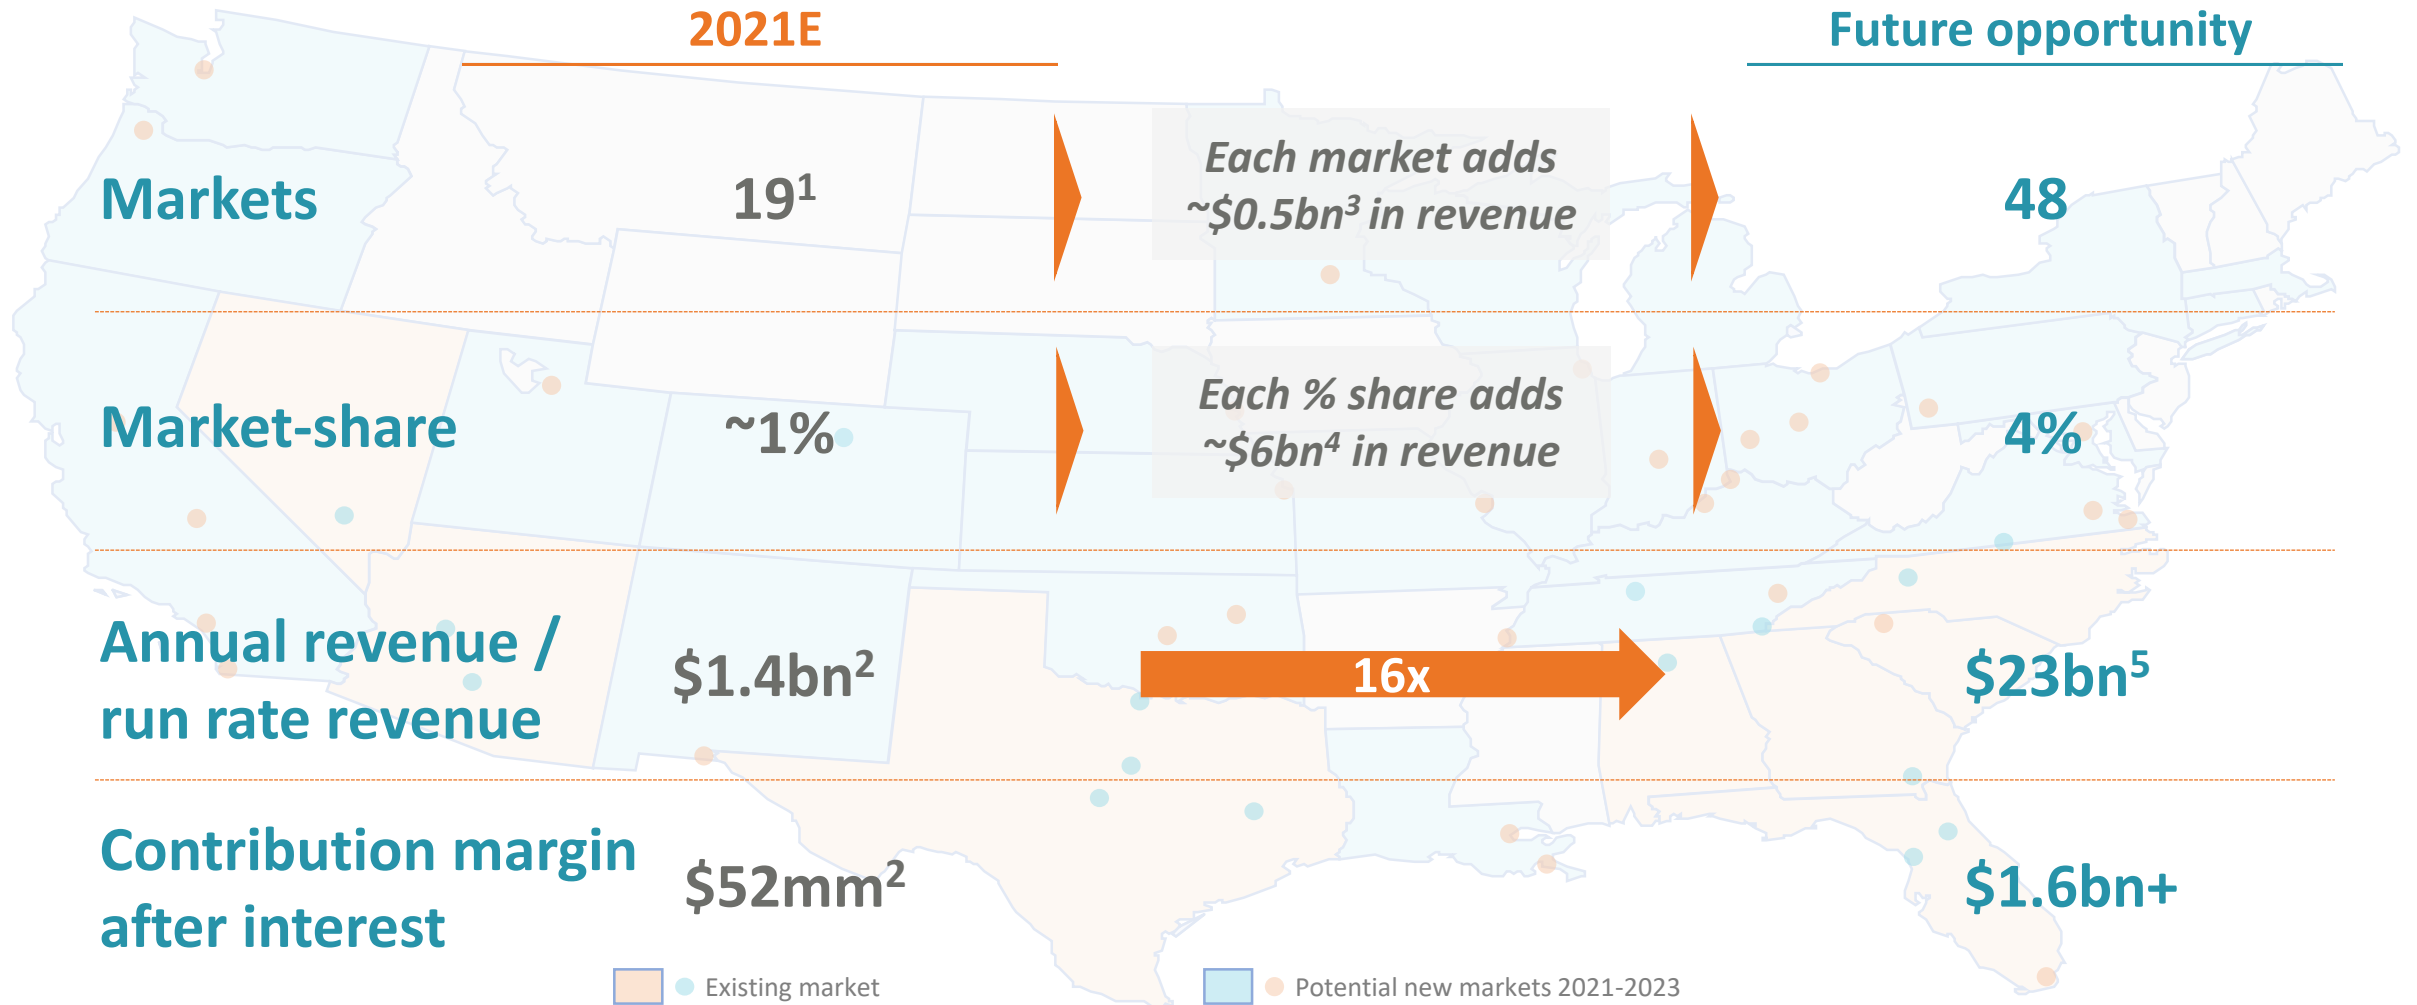 2021E
Future opportunity
Markets
19¹
Each market adds
~$0.5bn³ in revenue
48
Market-share
~1%
Each % share adds
~$6bn⁴ in revenue
4%
Annual revenue /
run rate revenue
$1.4bn²
16x
$23bn⁵
Contribution margin
after interest
$52mm²
$1.6bn+
Existing market
Potential new markets 2021-2023